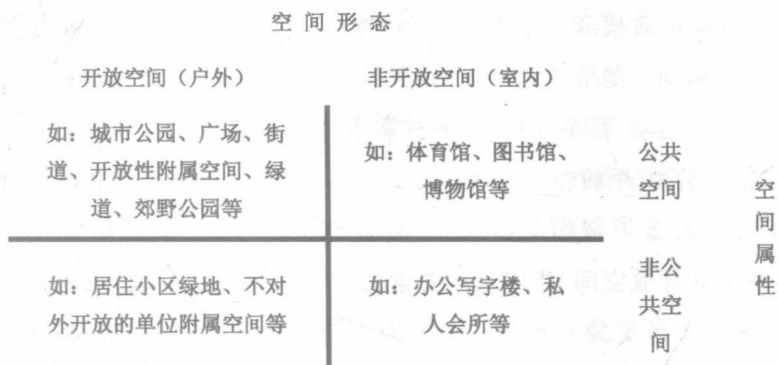 空间形态
开放空间（户外） 非开放空间（室内）
如：城市公园、广场、街
道、开放性附属空间、绿
道、郊野公园等
如：体育馆、图书馆、
博物馆等
公共
空间
如：居住小区绿地、不对
外开放的单位附属空间等
如：办公写字楼、私
人会所等
非公
共空
间
空
间
属
性